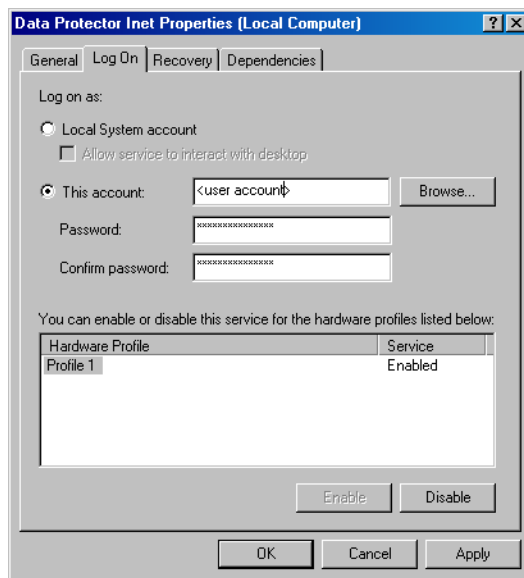 Data Protector Inet Properties (Local Computer)
General Log On Recovery Dependencies
Log on as:
Local System account
Allow service to interact with desktop
This account: <user account> Browse...
Password: ***************
Confirm password: ***************
You can enable or disable this service for the hardware profiles listed below:
Hardware Profile Service
Profile 1 Enabled
Enable Disable
OK Cancel Apply